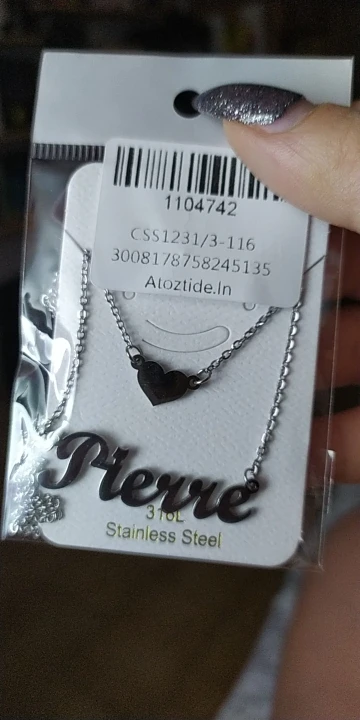 1104742
CSS1231/3-116
3008178758245135
Atoztide.In
Pierre
316L
Stainless Steel